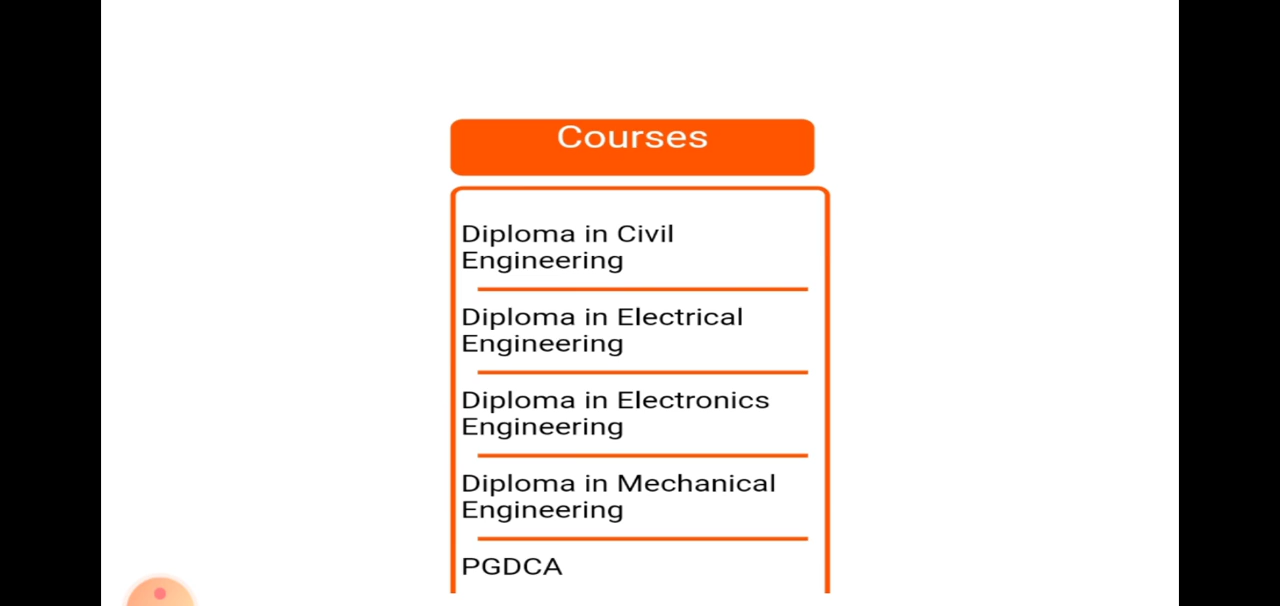 Courses
Diploma in Civil
Engineering
Diploma in Electrical
Engineering
Diploma in Electronics
Engineering
Diploma in Mechanical
Engineering
PGDCA